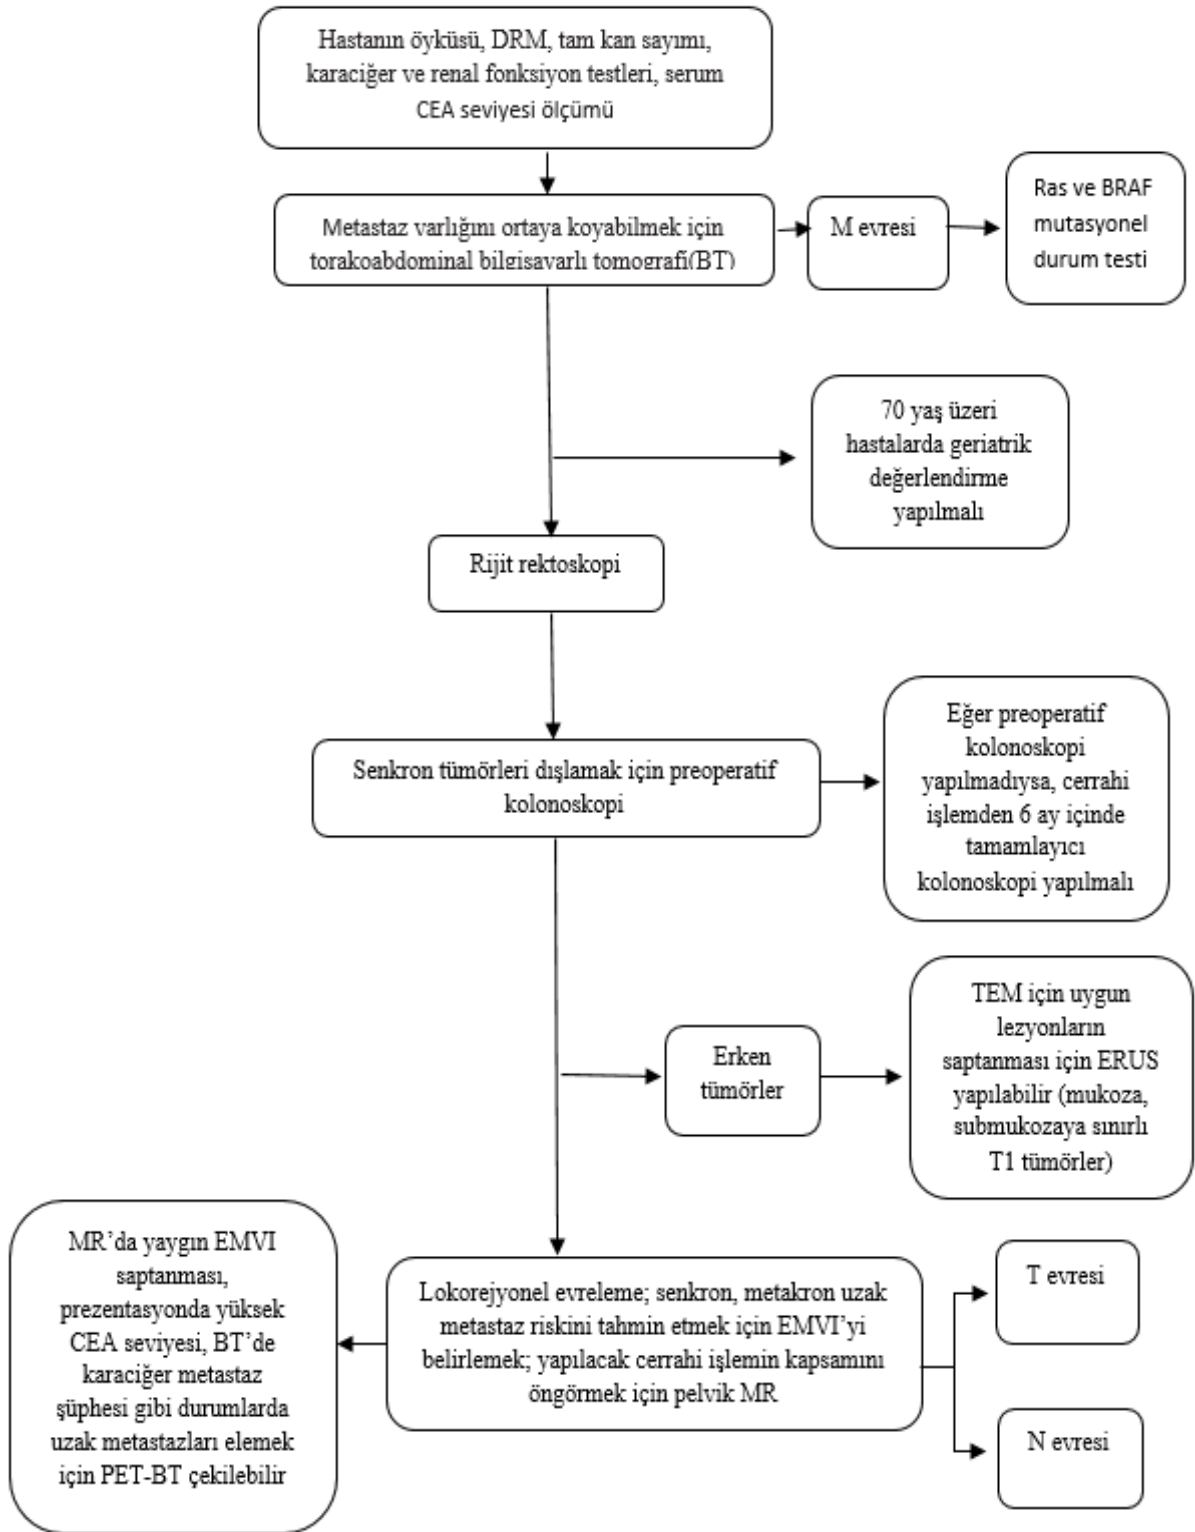 Hastanın öyküsü, DRM, tam kan sayımı,
karaciğer ve renal fonksiyon testleri, serum
CEA seviyesi ölçümü
Metastaz varlığını ortaya koyabilmek için
torakoabdominal bilgisayarlı tomografi(BT)
M evresi
Ras ve BRAF
mutasyonel
durum testi
70 yaş üzeri
hastalarda geriatrik
değerlendirme
yapılmalı
Rijit rektoskopi
Senkron tümörleri dışlamak için preoperatif
kolonoskopi
Eğer preoperatif
kolonoskopi
yapılmadıysa, cerrahi
işlemden 6 ay içinde
tamamlayıcı
kolonoskopi yapılmalı
Erken
tümörler
TEM için uygun
lezyonların
saptanması için ERUS
yapılabilir (mukoza,
submukozaya sınırlı
T1 tümörler)
MR’da yaygın EMVI
saptanması,
prezentasyonda yüksek
CEA seviyesi, BT’de
karaciğer metastaz
şüphesi gibi durumlarda
uzak metastazları elemek
için PET-BT çekilebilir
Lokorejyonel evreleme; senkron, metakron uzak
metastaz riskini tahmin etmek için EMVI’yi
belirlemek; yapılacak cerrahi işlemin kapsamını
öngörmek için pelvik MR
T evresi
N evresi